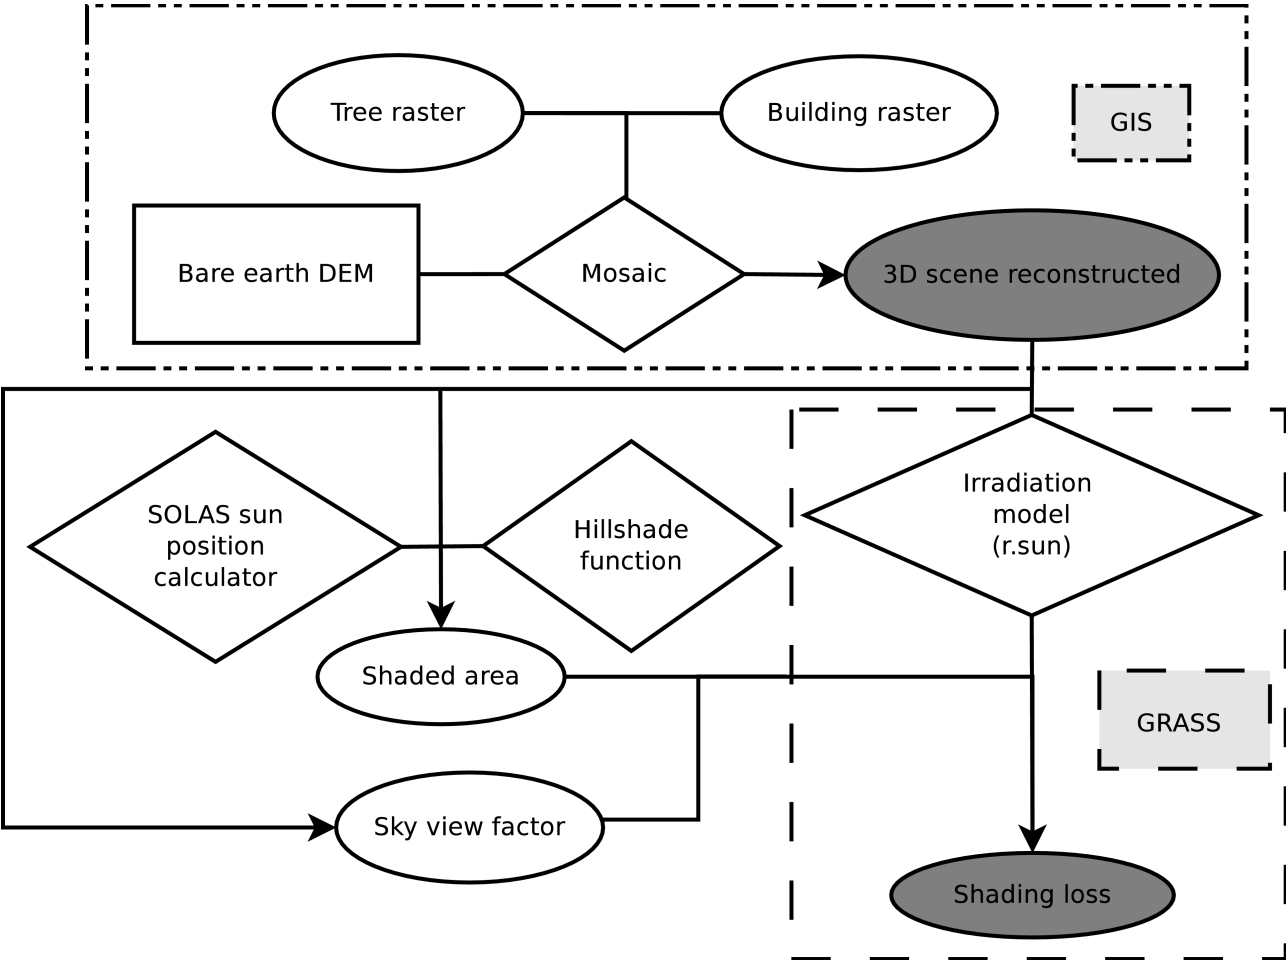 Tree raster
Building raster
GIS
Bare earth DEM
Mosaic
3D scene reconstructed
SOLAS sun
position
calculator
Hillshade
function
Irradiation
model
(r.sun)
Shaded area
GRASS
Sky view factor
Shading loss